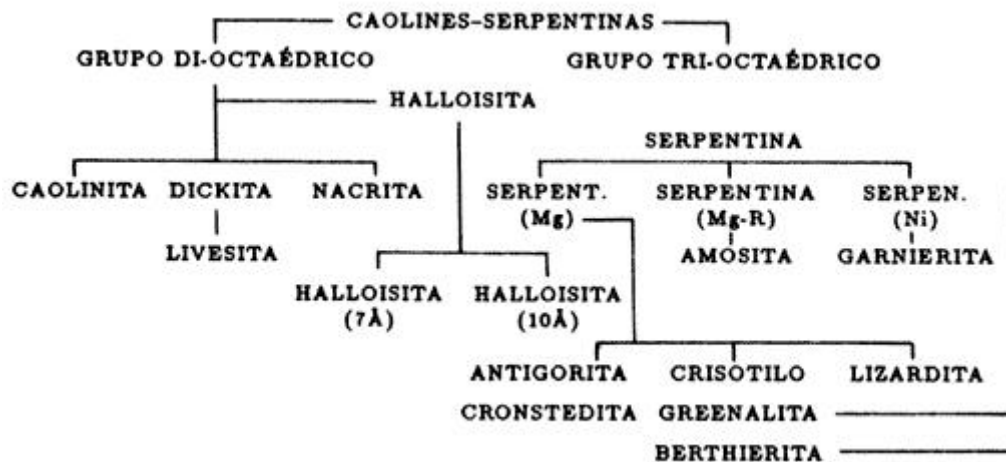 CAOLINES-SERPENTINAS
GRUPO DI-OCTAÉDRICO GRUPO TRI-OCTAÉDRICO
HALLOISITA
SERPENTINA
CAOLINITA DICKITA NACRITA SERPENT. SERPENTINA SERPEN.
(Mg) (Mg-R) (Ni)
LIVESITA AMOSITA GARNIERITA
HALLOISITA HALLOISITA
(7Å) (10Å)
ANTIGORITA CRISOTILO LIZARDITA
CRONSTEDITA GREENALITA
BERTHIERITA